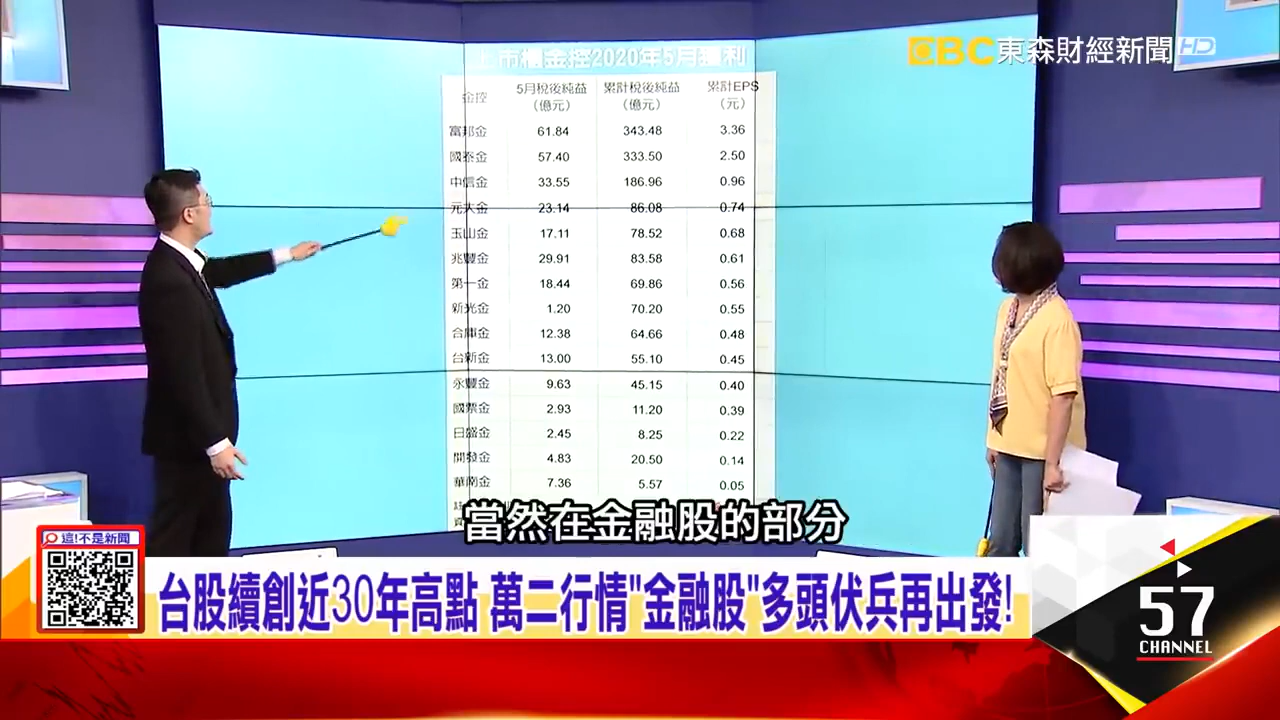 EBC 東森財經新聞 HD
上市櫃金控2020年5月獲利
金控 5月稅後純益(億元) 累計稅後純益(億元) 累計EPS(元)
富邦金 61.84 343.48 3.36
國泰金 57.40 333.50 2.50
中信金 33.55 186.96 0.96
元大金 23.14 86.08 0.74
玉山金 17.11 78.52 0.68
兆豐金 29.91 83.58 0.61
第一金 18.44 69.86 0.56
新光金 1.20 70.20 0.55
合庫金 12.38 64.66 0.48
台新金 13.00 55.10 0.45
永豐金 9.63 45.15 0.40
國票金 2.93 11.20 0.39
日盛金 2.45 8.25 0.22
開發金 4.83 20.50 0.14
華南金 7.36 5.57 0.05
當然在金融股的部分
這!不是新聞
台股續創近30年高點 萬二行情"金融股"多頭伏兵再出發!
57
CHANNEL